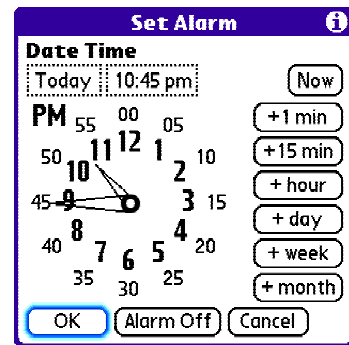 Set Alarm i
Date Time
Today 10:45 pm Now
PM
00 05 10 15 20 25 30 35 40 45 50 55
12 1 2 3 4 5 6 7 8 9 10 11
+1 min
+15 min
+ hour
+ day
+ week
+ month
OK Alarm Off Cancel